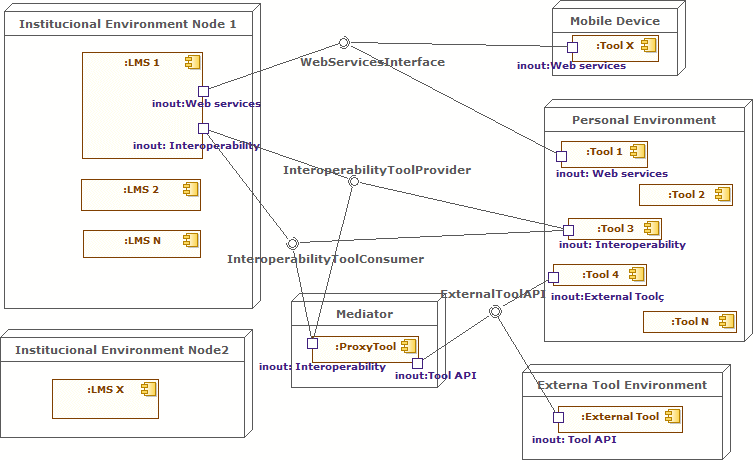 Institucional Environment Node 1
:LMS 1
inout:Web services
inout: Interoperability
:LMS 2
:LMS N
WebServicesInterface
InteroperabilityToolProvider
InteroperabilityToolConsumer
ExternalToolAPI
Mobile Device
:Tool X
inout:Web services
Personal Environment
:Tool 1
inout: Web services
:Tool 2
:Tool 3
inout: Interoperability
:Tool 4
inout:External Toolç
:Tool N
Mediator
:ProxyTool
inout: Interoperability
inout:Tool API
Institucional Environment Node2
:LMS X
Externa Tool Environment
:External Tool
inout: Tool API